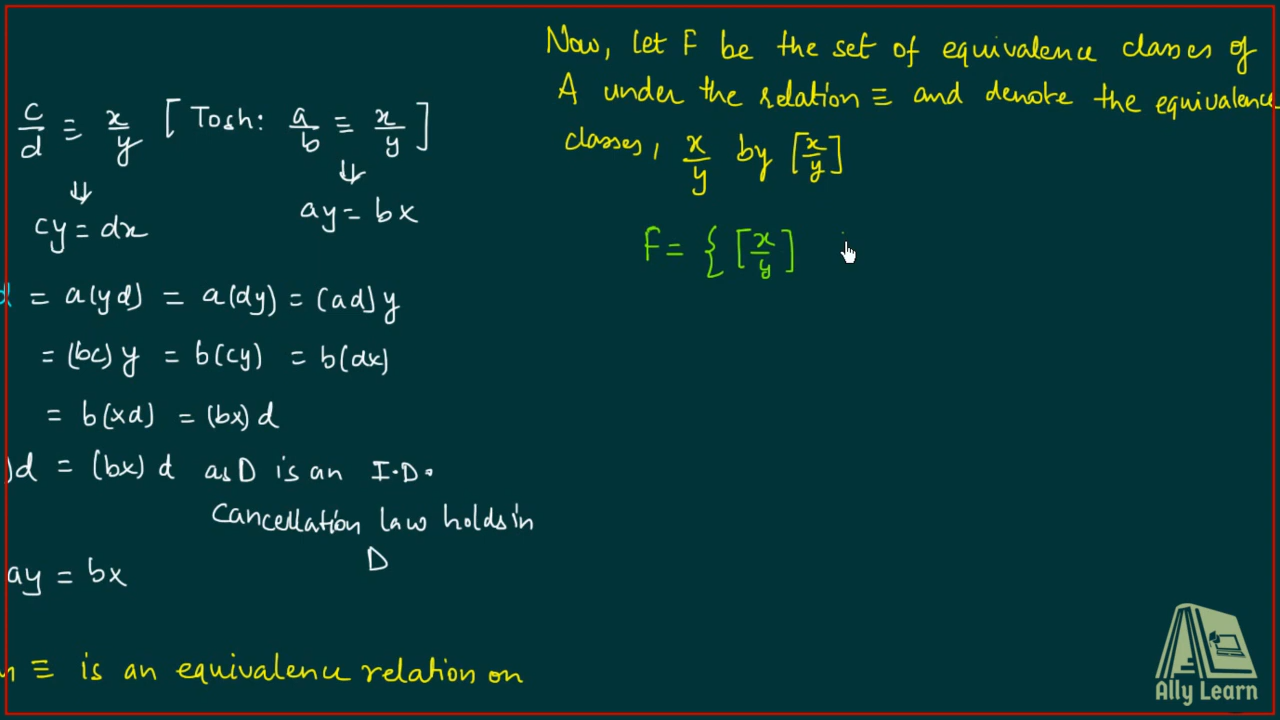 c/d ≡ x/y [Tosh: a/b ≡ x/y]
⇓ ⇓
cy = dx ay = bx
d = a(yd) = a(dy) = (ad)y
= (bc)y = b(cy) = b(dx)
= b(xd) = (bx)d
)d = (bx)d as D is an I.D.
Cancellation law holds in
D
ay = bx
≡ is an equivalence relation on
Now, let F be the set of equivalence classes of
A under the relation ≡ and denote the equivalence
classes, x/y by [x/y]
F = { [x/y]
Ally Learn